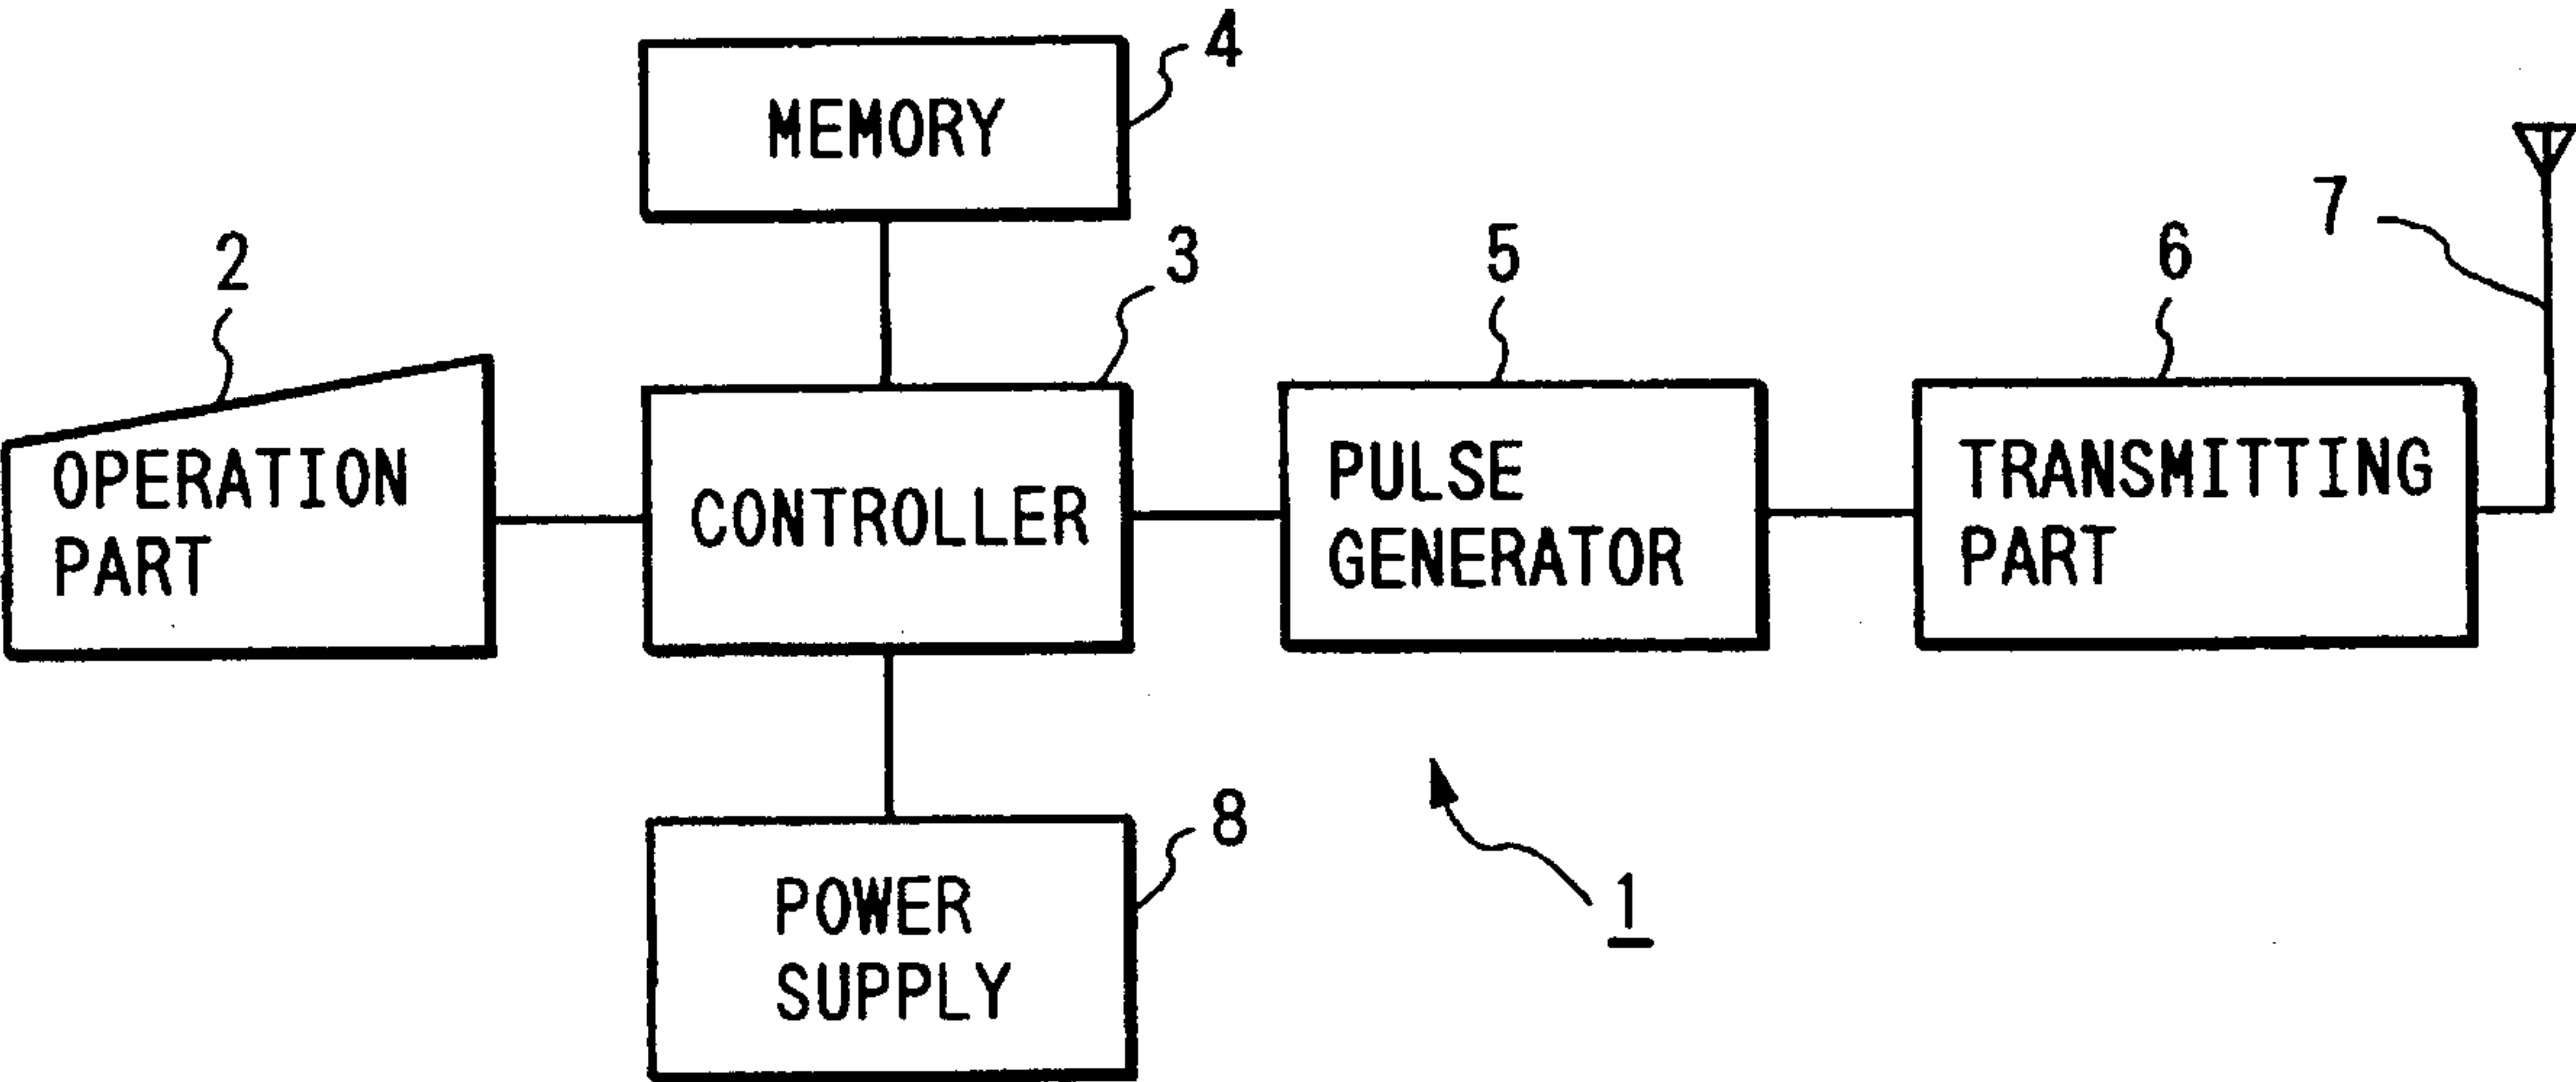 4
MEMORY
2
3
5
6
7
OPERATION
PART
CONTROLLER
PULSE
GENERATOR
TRANSMITTING
PART
8
POWER
SUPPLY
1